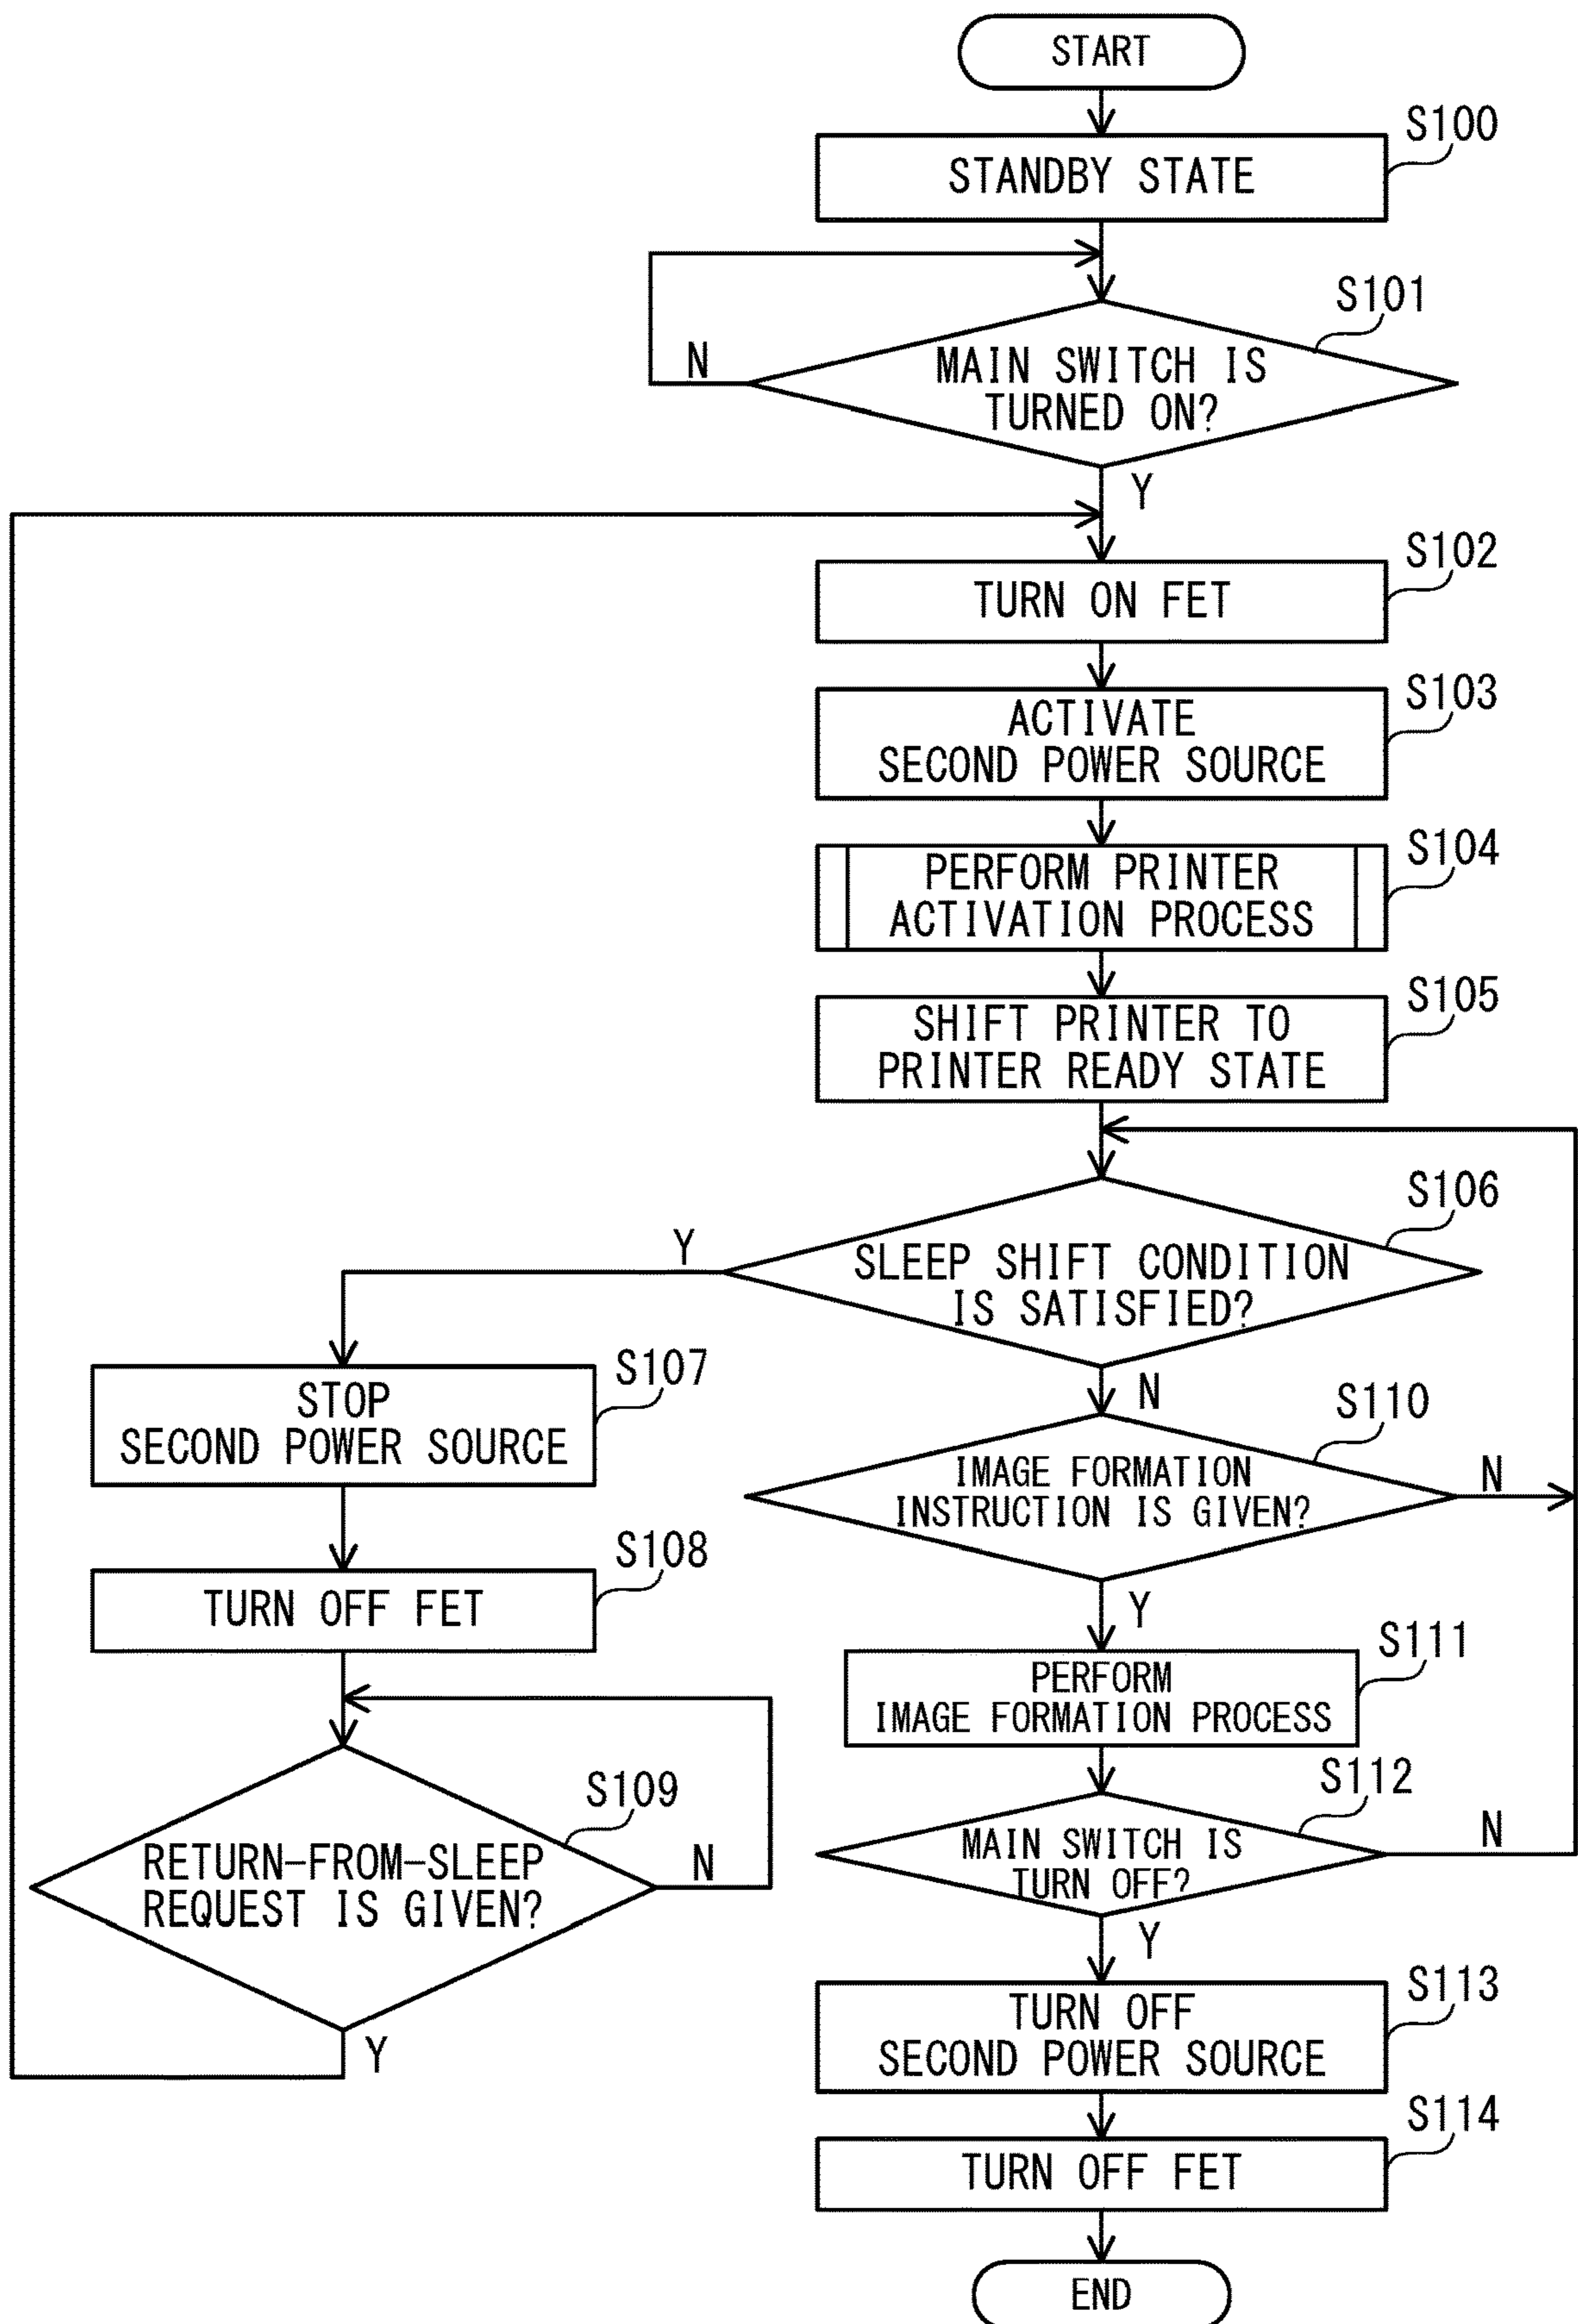 START
S100
STANDBY STATE
S101
MAIN SWITCH IS
TURNED ON?
N
Y
S102
TURN ON FET
S103
ACTIVATE
SECOND POWER SOURCE
S104
PERFORM PRINTER
ACTIVATION PROCESS
S105
SHIFT PRINTER TO
PRINTER READY STATE
S106
SLEEP SHIFT CONDITION
IS SATISFIED?
Y
N
S107
STOP
SECOND POWER SOURCE
S108
TURN OFF FET
S109
RETURN-FROM-SLEEP
REQUEST IS GIVEN?
N
Y
S110
IMAGE FORMATION
INSTRUCTION IS GIVEN?
N
Y
S111
PERFORM
IMAGE FORMATION PROCESS
S112
MAIN SWITCH IS
TURN OFF?
N
Y
S113
TURN OFF
SECOND POWER SOURCE
S114
TURN OFF FET
END